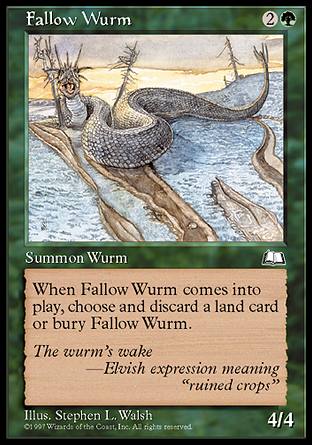 Fallow Wurm 2
Summon Wurm
When Fallow Wurm comes into
play, choose and discard a land card
or bury Fallow Wurm.
The wurm's wake
—Elvish expression meaning
"ruined crops"
Illus. Stephen L. Walsh
©1997 Wizards of the Coast, Inc. All rights reserved.
4/4